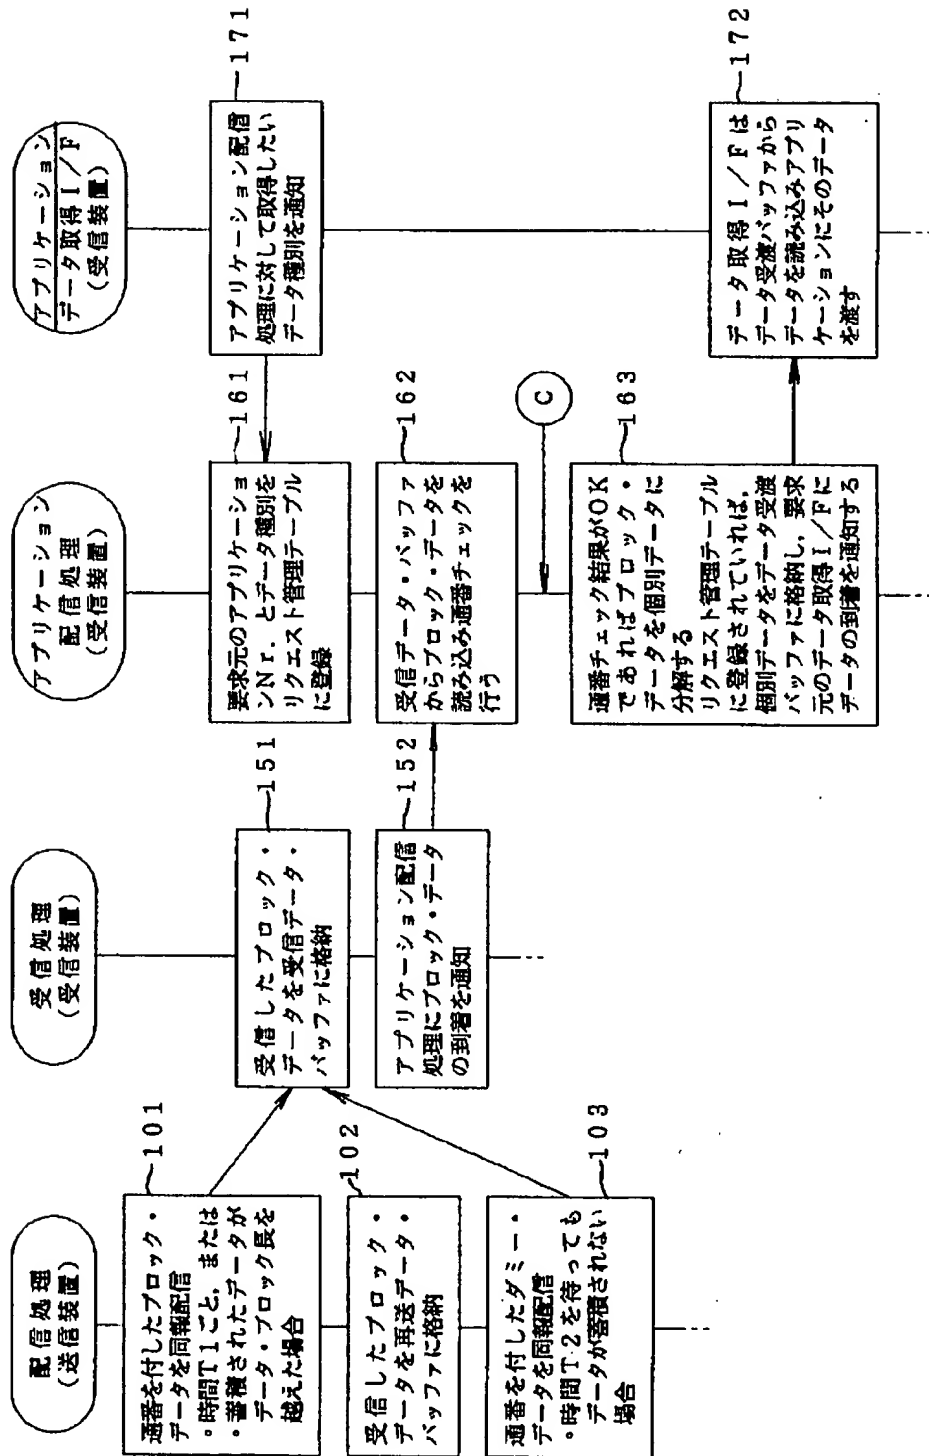 配信処理
(送信装置)
通番を付したブロック・
データを同報配信
・時間T1ごと,または
・蓄積されたデータが
データ・ブロック長を
越えた場合
101
受信したブロック・
データを再送データ・
バッファに格納
102
通番を付したダミー・
データを同報配信
・時間T2を待っても
データが蓄積されない
場合
103
受信処理
(受信装置)
受信したブロック・
データを受信データ・
バッファに格納
151
アプリケーション配信
処理にブロック・データ
の到着を通知
152
アプリケーション
配信処理
(受信装置)
要求元のアプリケーショ
ンNr.とデータ種別を
リクエスト管理テーブル
に登録
161
受信データ・バッファ
からブロック・データを
読み込み通番チェックを
行う
162
C
通番チェック結果がOK
であればブロック・
データを個別データに
分解する
リクエスト管理テーブル
に登録されていれば,
個別データをデータ受渡
バッファに格納し,要求
元のデータ取得I/Fに
データの到着を通知する
163
アプリケーション
データ取得I/F
(受信装置)
アプリケーション配信
処理に対して取得したい
データ種別を通知
171
データ取得I/Fは
データ受渡バッファから
データを読み込みアプリ
ケーションにそのデータ
を渡す
172